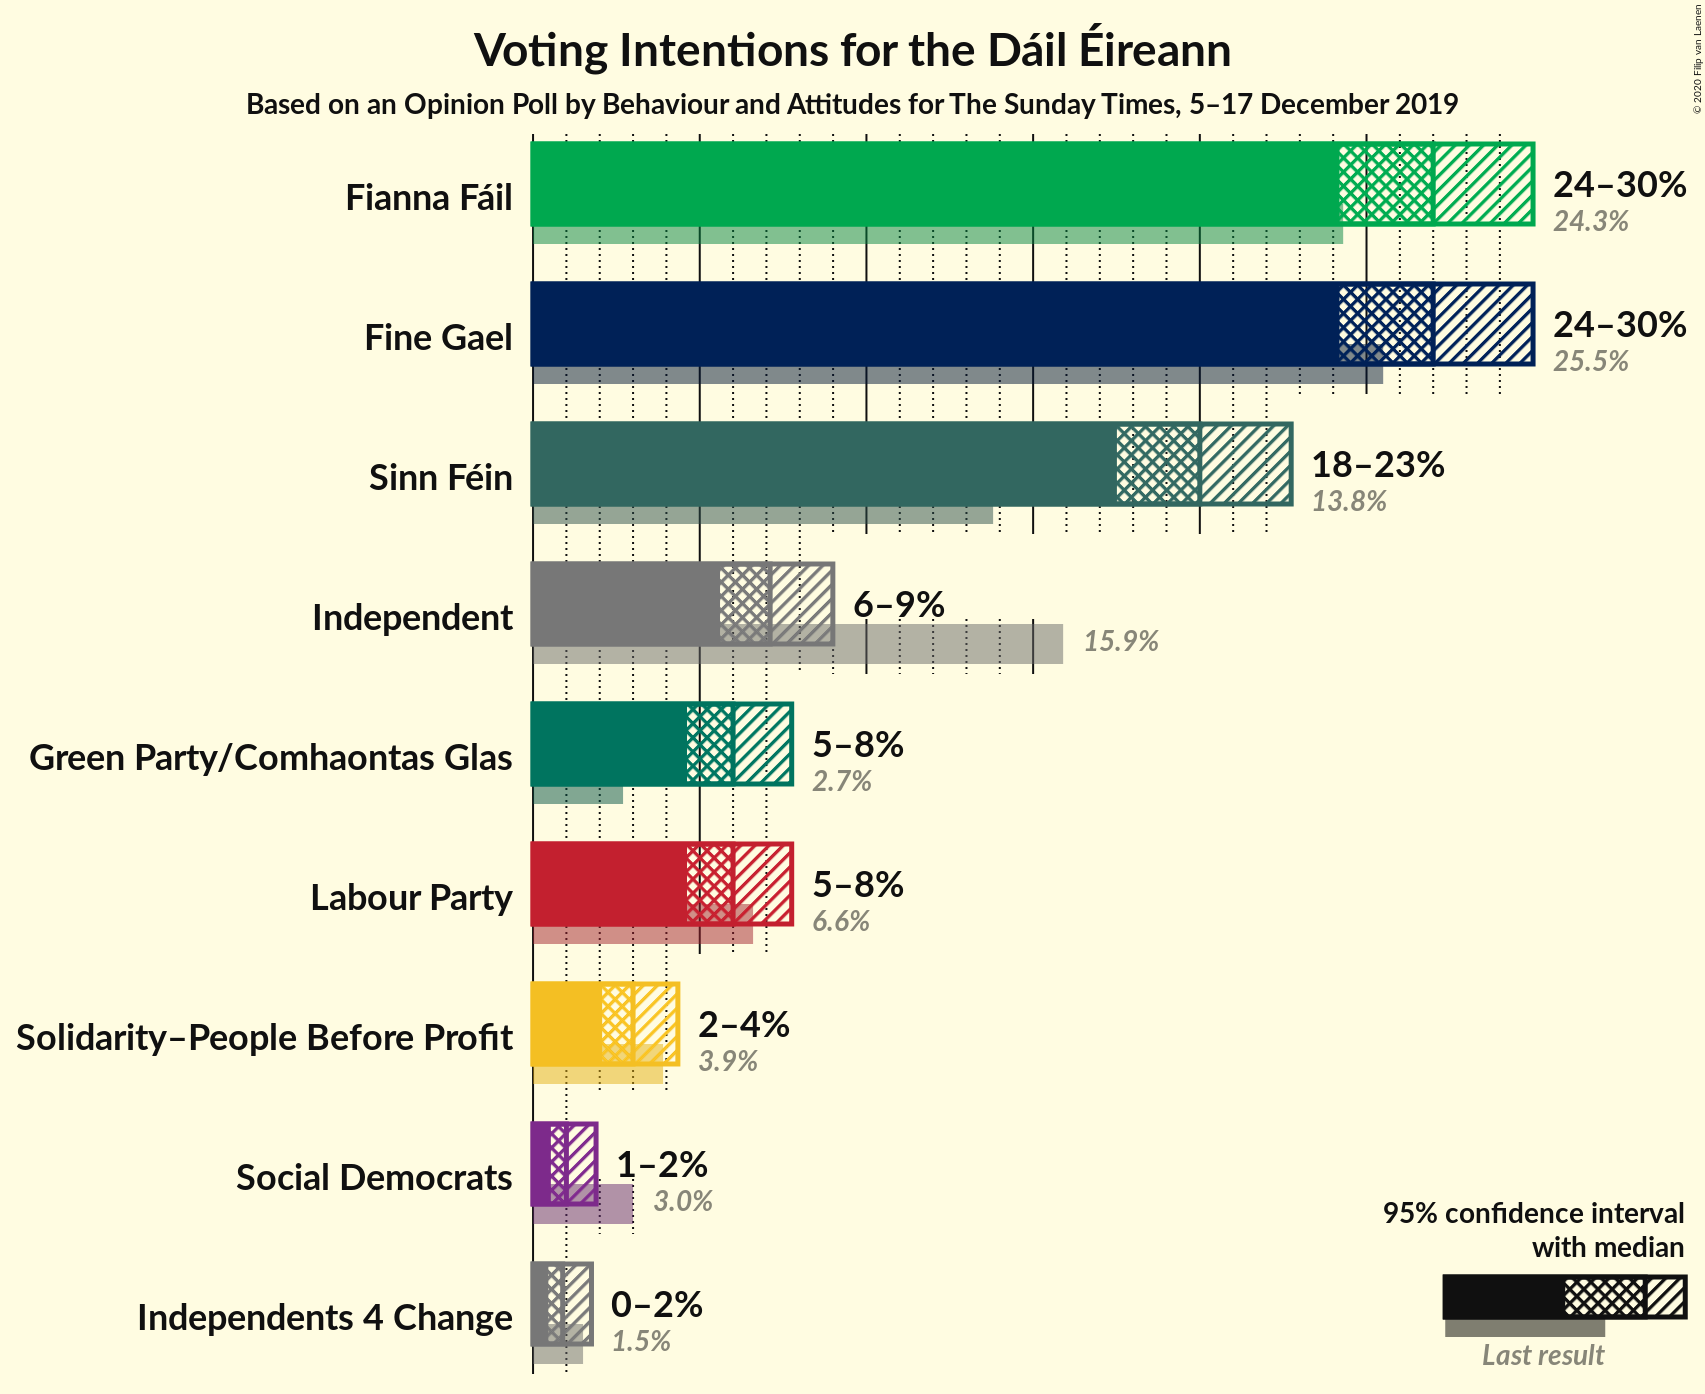 Voting Intentions for the Dáil Éireann
Based on an Opinion Poll by Behaviour and Attitudes for The Sunday Times, 5–17 December 2019
© 2020 Filip van Laenen
Fianna Fáil
24–30%
24.3%
Fine Gael
24–30%
25.5%
Sinn Féin
18–23%
13.8%
Independent
6–9%
15.9%
Green Party/Comhaontas Glas
5–8%
2.7%
Labour Party
5–8%
6.6%
Solidarity–People Before Profit
2–4%
3.9%
Social Democrats
1–2%
3.0%
Independents 4 Change
0–2%
1.5%
95% confidence interval
with median
Last result